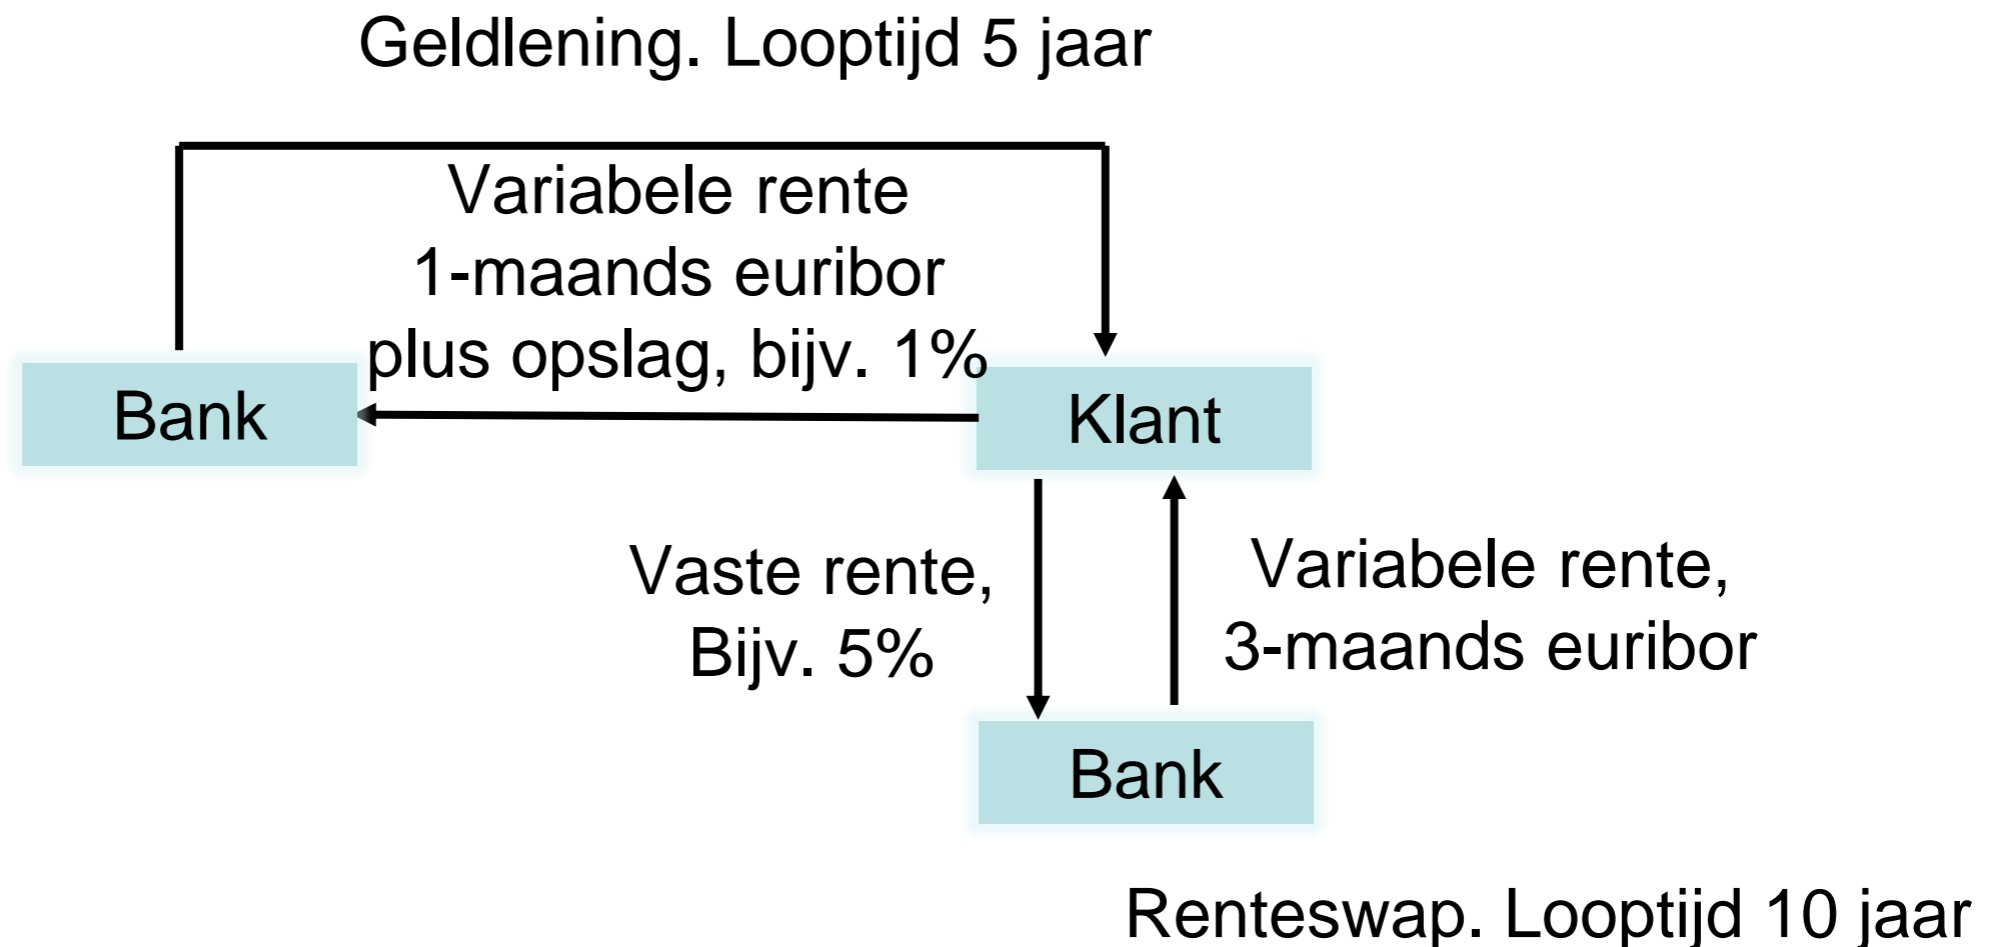 Geldlening. Looptijd 5 jaar
Variabele rente
1-maands euribor
plus opslag, bijv. 1%
Bank
Klant
Vaste rente,
Bijv. 5%
Variabele rente,
3-maands euribor
Bank
Renteswap. Looptijd 10 jaar